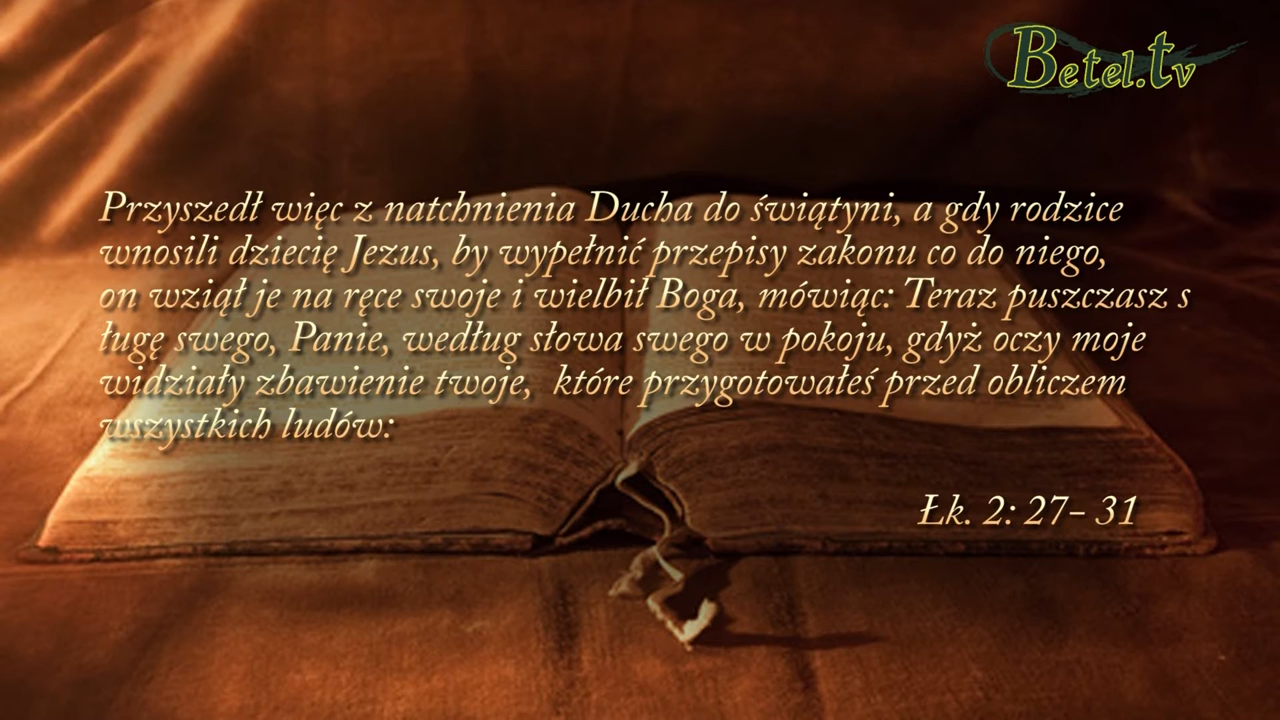 Betel.tv
Przyszedł więc z natchnienia Ducha do świątyni, a gdy rodzice
wnosili dziecię Jezus, by wypełnić przepisy zakonu co do niego,
on wziął je na ręce swoje i wielbił Boga, mówiąc: Teraz puszczasz s
ługę swego, Panie, według słowa swego w pokoju, gdyż oczy moje
widziały zbawienie twoje,  które przygotowałeś przed obliczem
wszystkich ludów:
Łk. 2: 27- 31